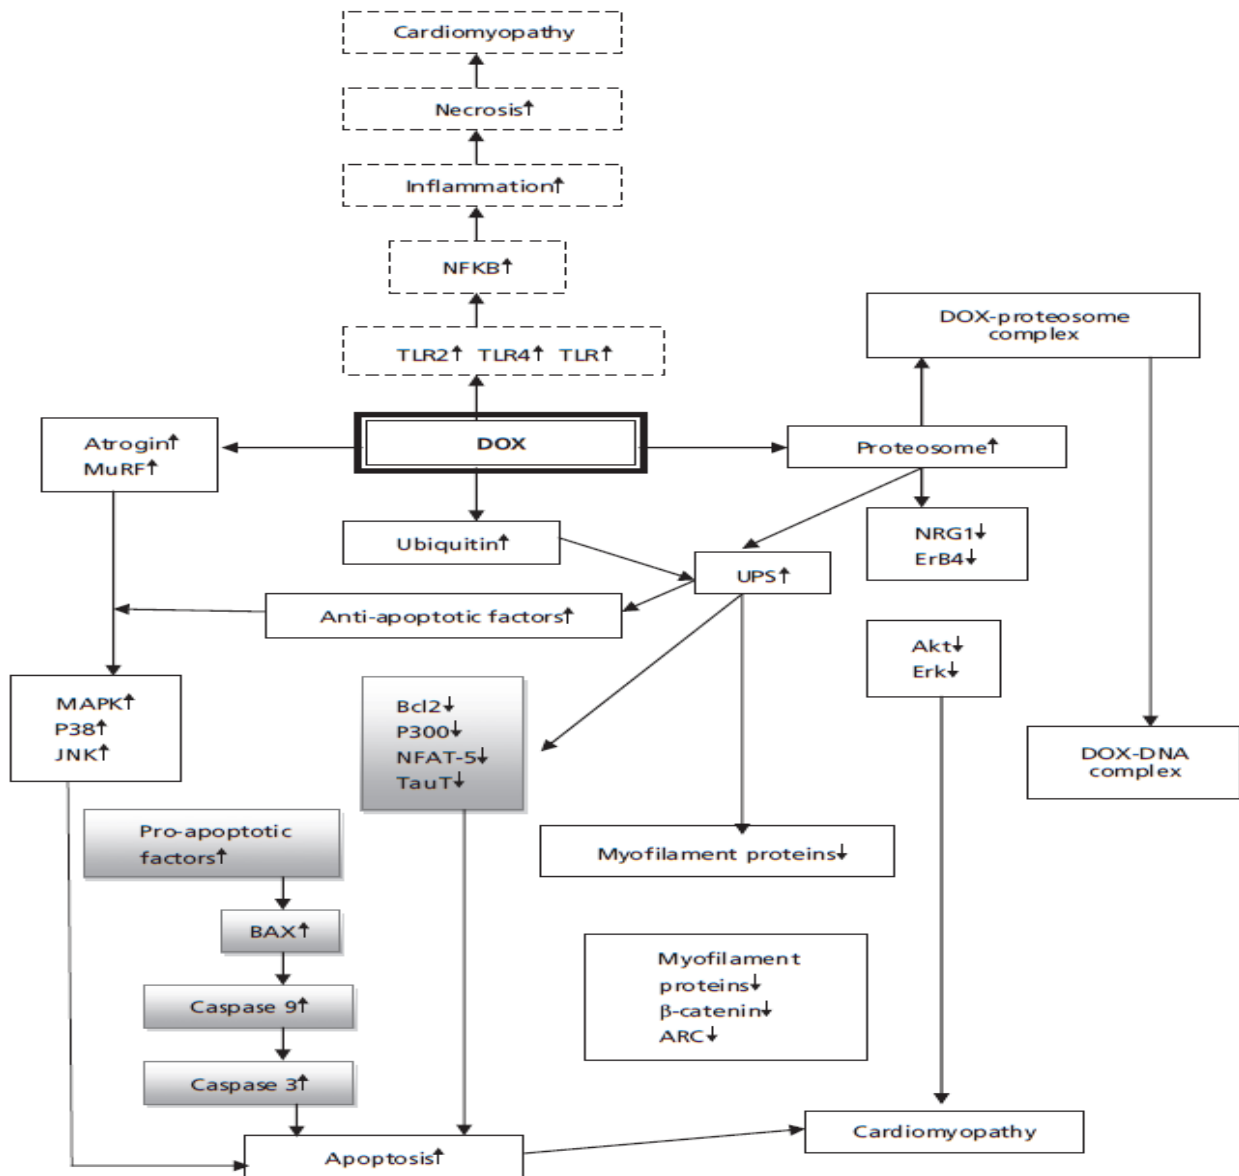 Cardiomyopathy
Necrosis↑
Inflammation↑
NFKB↑
TLR2↑ TLR4↑ TLR↑
DOX-proteosome
complex
Atrogin↑
MuRF↑
DOX
Proteosome↑
Ubiquitin↑
NRG1↓
ErB4↓
UPS↑
Anti-apoptotic factors↑
Akt↓
Erk↓
MAPK↑
P38↑
JNK↑
Bcl2↓
P300↓
NFAT-5↓
TauT↓
DOX-DNA
complex
Pro-apoptotic
factors↑
Myofilament proteins↓
BAX↑
Myofilament
proteins↓
β-catenin↓
ARC↓
Caspase 9↑
Caspase 3↑
Cardiomyopathy
Apoptosis↑